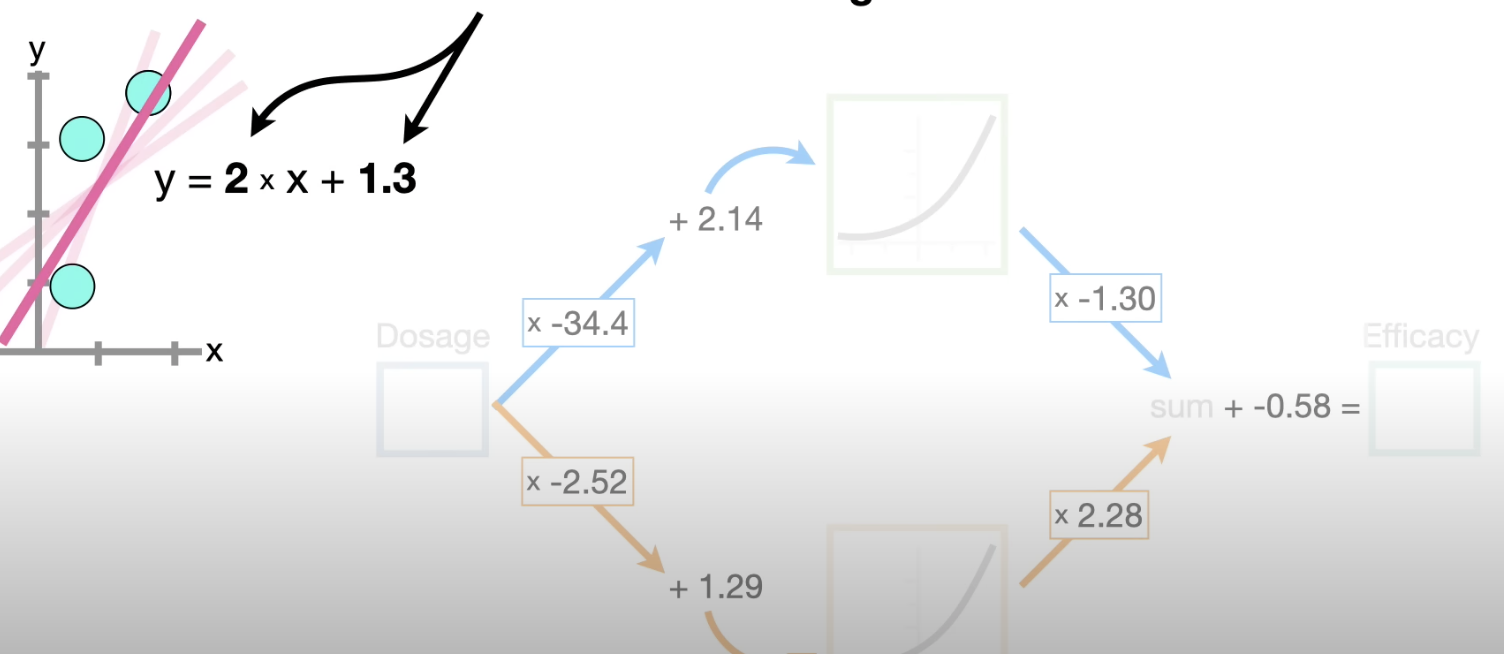 y
y = 2 x x + 1.3
x
+ 2.14
x -34.4
x -1.30
Dosage
Efficacy
sum + -0.58 =
x -2.52
x 2.28
+ 1.29